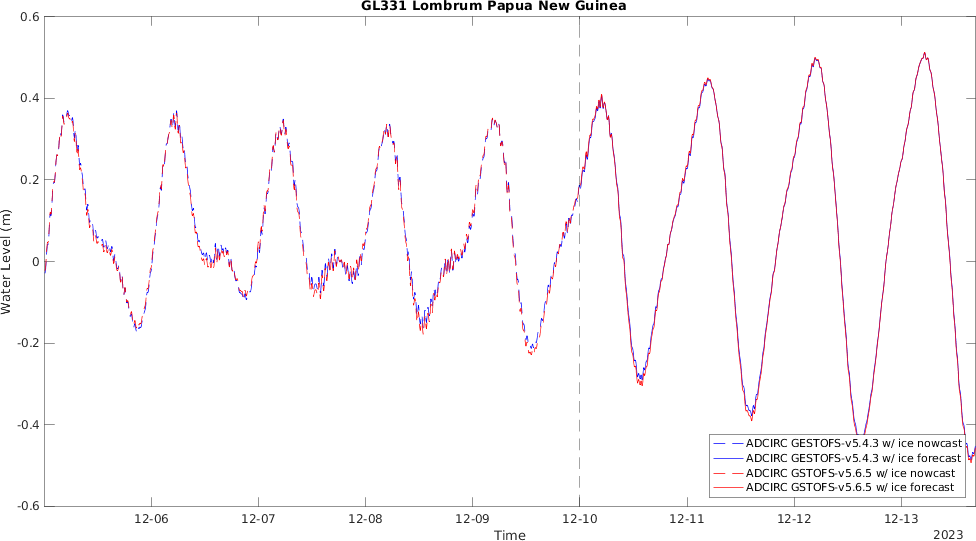 GL331 Lombrum Papua New Guinea
0.6
0.4
0.2
0
-0.2
-0.4
-0.6
Water Level (m)
ADCIRC GESTOFS-v5.4.3 w/ ice nowcast
ADCIRC GESTOFS-v5.4.3 w/ ice forecast
ADCIRC GSTOFS-v5.6.5 w/ ice nowcast
ADCIRC GSTOFS-v5.6.5 w/ ice forecast
12-06 12-07 12-08 12-09 12-10 12-11 12-12 12-13
Time
2023